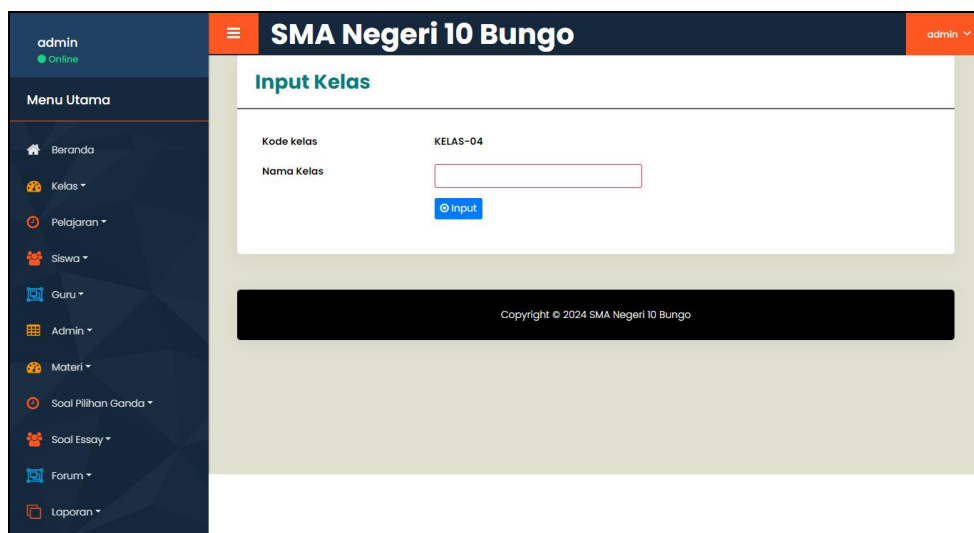 admin
Online
Menu Utama
Beranda
Kelas
Pelajaran
Siswa
Guru
Admin
Materi
Soal Pilihan Ganda
Soal Essay
Forum
Laporan
SMA Negeri 10 Bungo
admin
Input Kelas
Kode kelas KELAS-04
Nama Kelas
Input
Copyright © 2024 SMA Negeri 10 Bungo